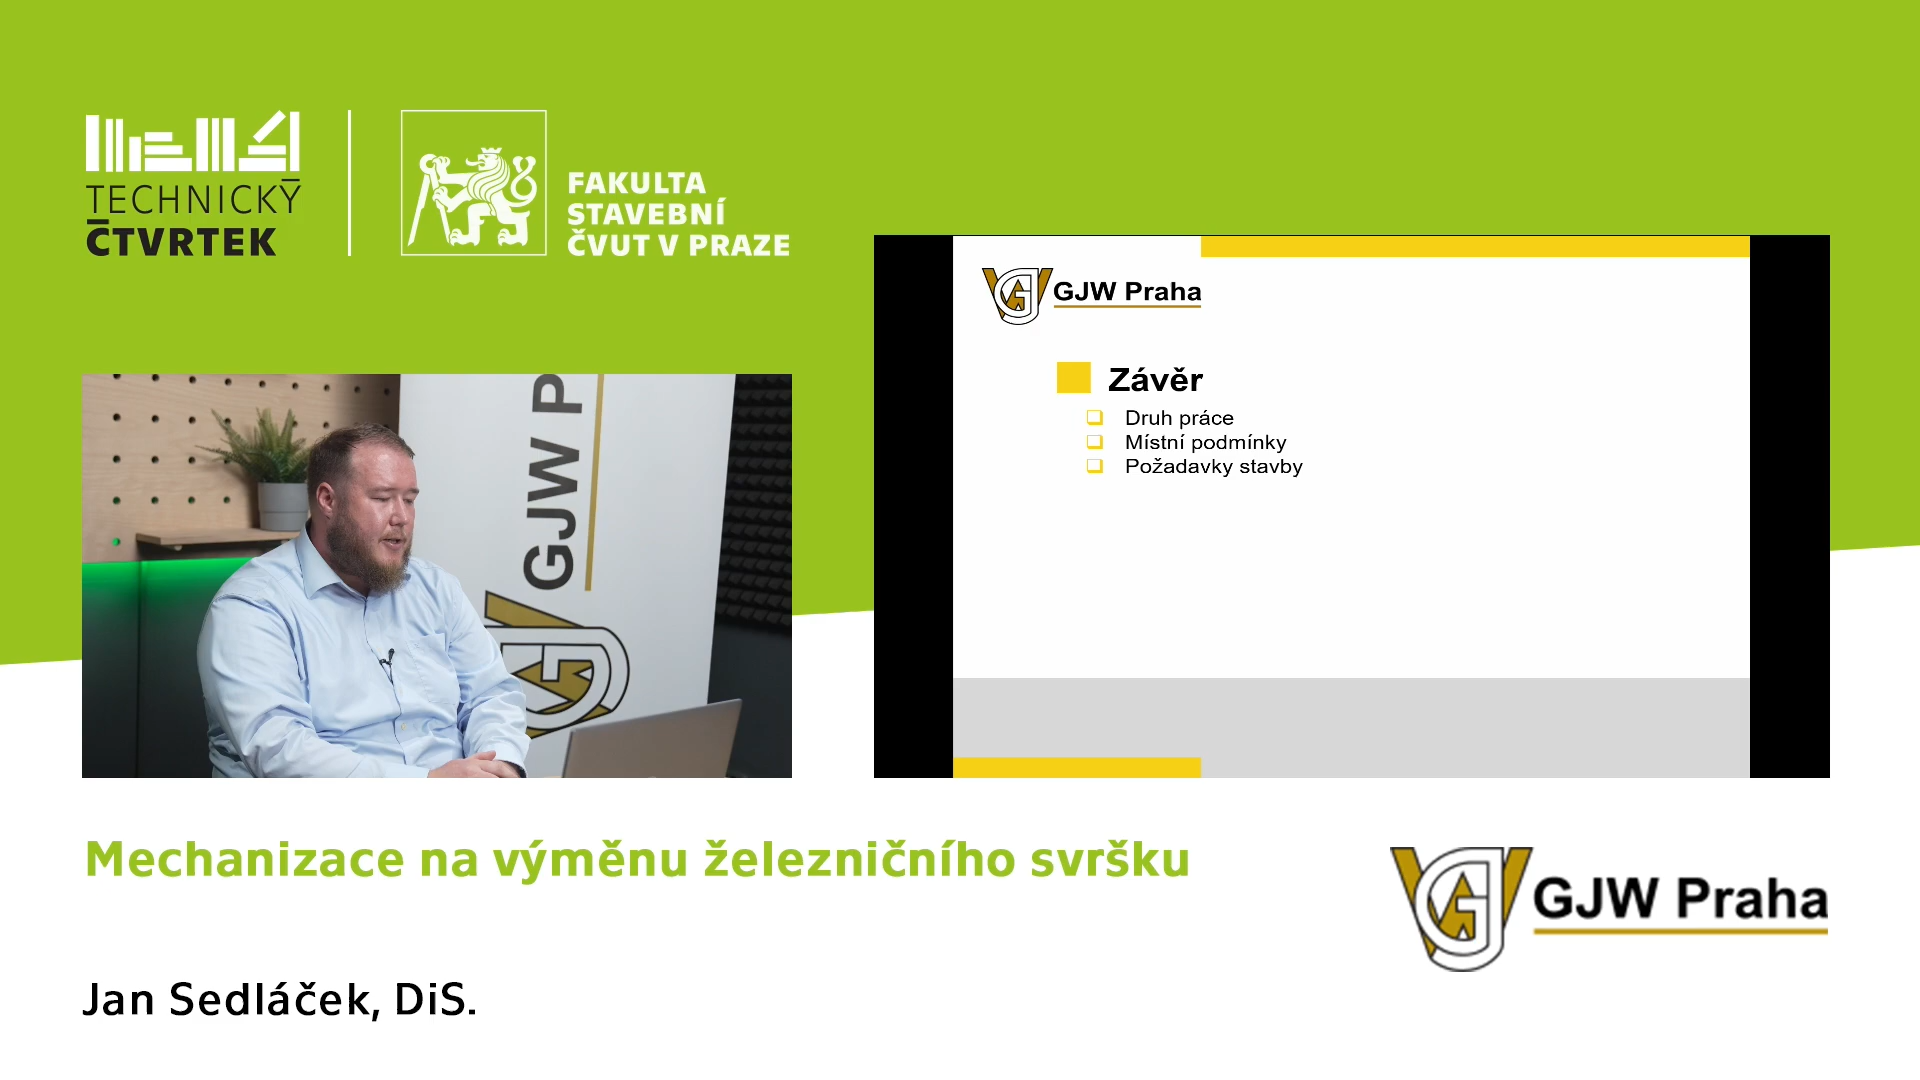 TECHNICKÝ
ČTVRTEK
FAKULTA
STAVEBNÍ
ČVUT V PRAZE
GJW P
GJW Praha
Závěr
Druh práce
Místní podmínky
Požadavky stavby
Mechanizace na výměnu železničního svršku
GJW Praha
Jan Sedláček, DiS.